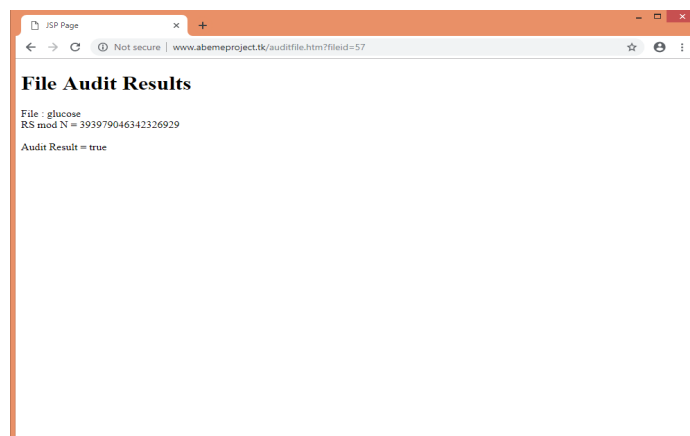 JSP Page
Not secure | www.abemeproject.tk/auditfile.htm?fileid=57
File Audit Results
File : glucose
RS mod N = 393979046342326929
Audit Result = true